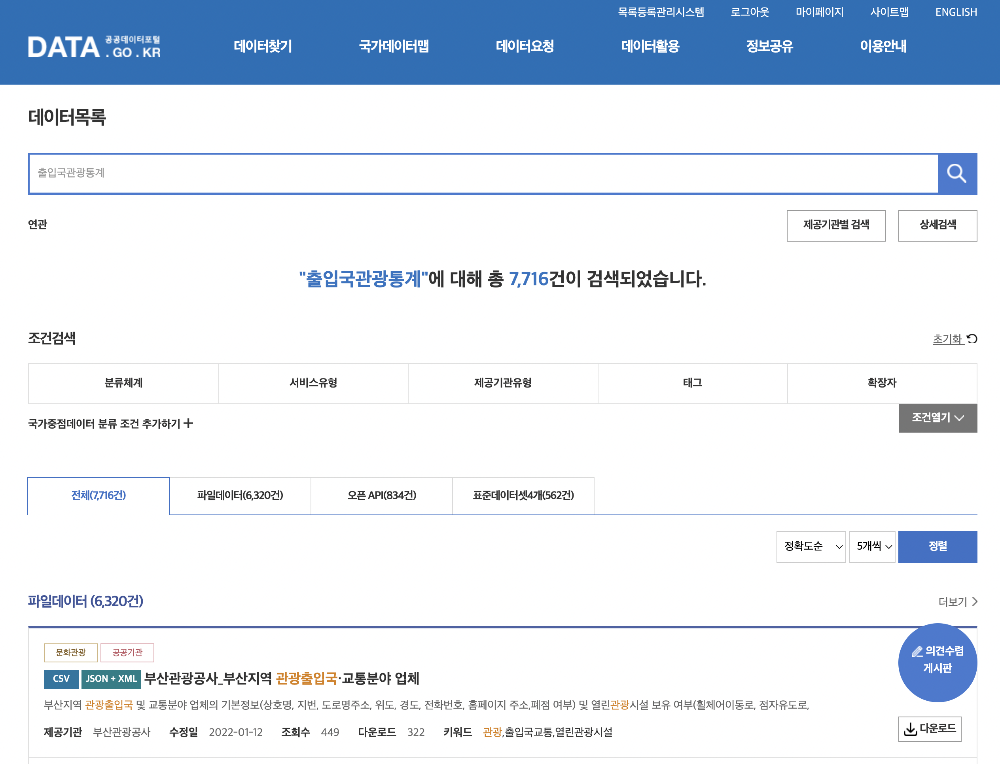 목록등록관리시스템 로그아웃 마이페이지 사이트맵 ENGLISH
DATA 공공데이터포털 .GO.KR
데이터찾기 국가데이터맵 데이터요청 데이터활용 정보공유 이용안내
데이터목록
출입국관광통계
연관
제공기관별 검색 상세검색
"출입국관광통계"에 대해 총 7,716건이 검색되었습니다.
조건검색
초기화
분류체계 서비스유형 제공기관유형 태그 확장자
국가중점데이터 분류 조건 추가하기 +
조건열기
전체(7,716건) 파일데이터(6,320건) 오픈 API(834건) 표준데이터셋4개(562건)
정확도순 5개씩 정렬
파일데이터 (6,320건)
더보기
의견수렴
게시판
문화관광 공공기관
CSV JSON + XML 부산관광공사_부산지역 관광출입국·교통분야 업체
부산지역 관광출입국 및 교통분야 업체의 기본정보(상호명, 지번, 도로명주소, 위도, 경도, 전화번호, 홈페이지 주소,폐점 여부) 및 열린관광시설 보유 여부(휠체어이동로, 점자유도로,
제공기관 부산관광공사 수정일 2022-01-12 조회수 449 다운로드 322 키워드 관광,출입국교통,열린관광시설
다운로드